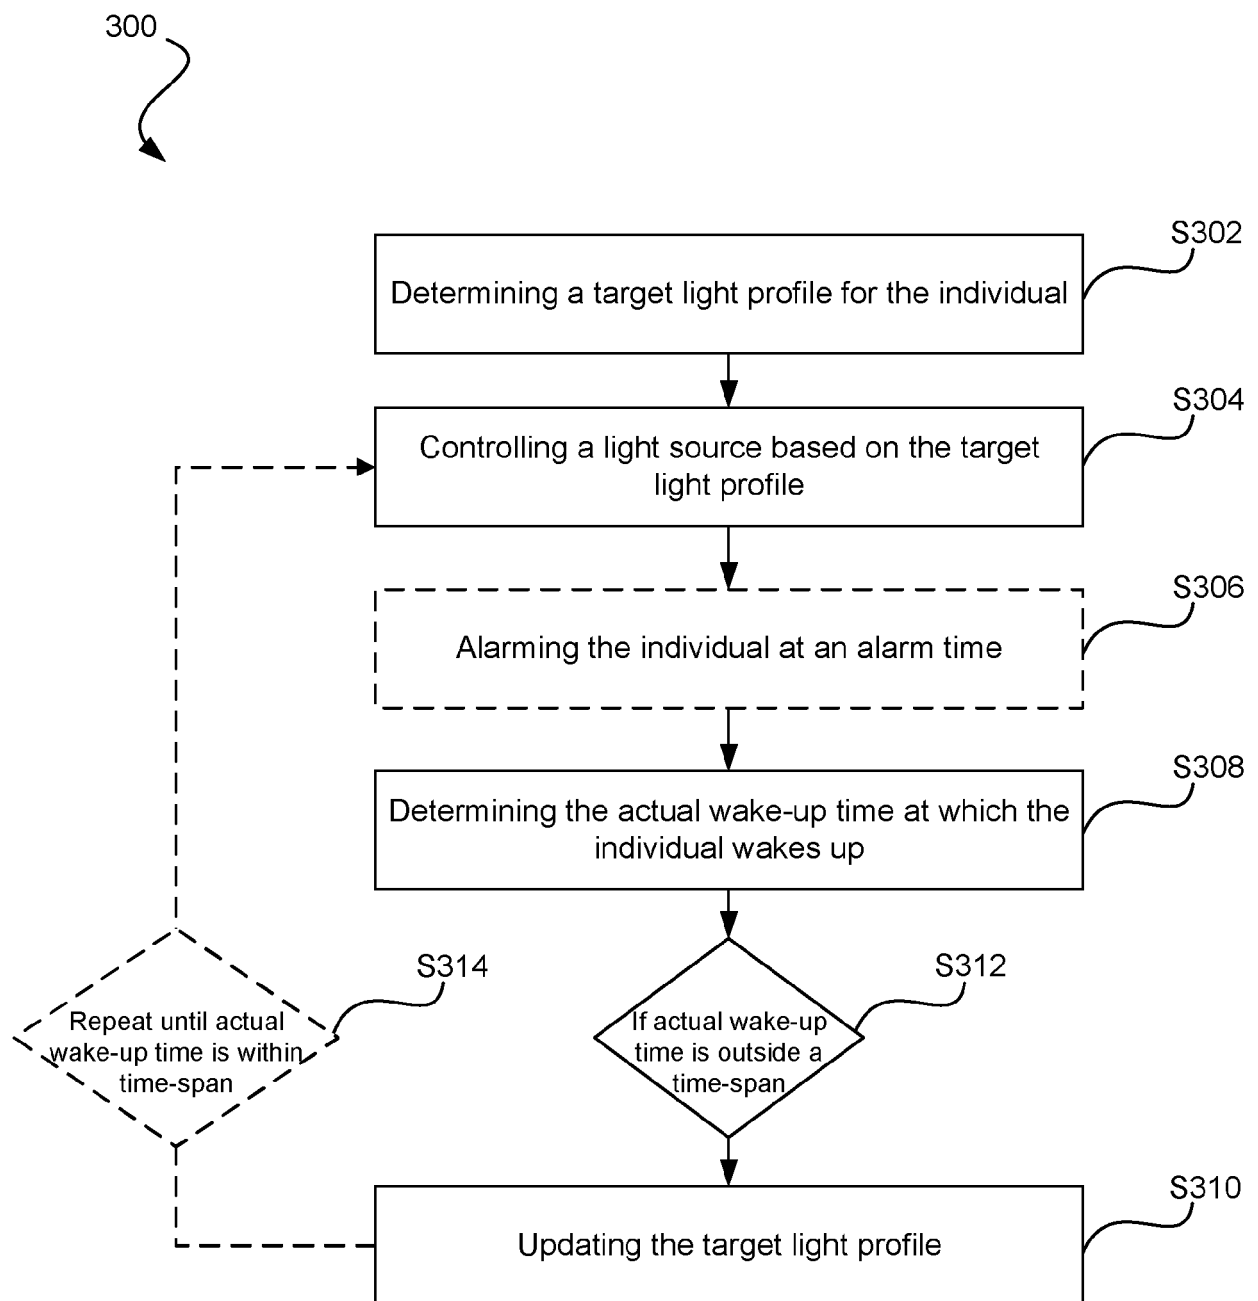 300
S302
Determining a target light profile for the individual
S304
Controlling a light source based on the target
light profile
S306
Alarming the individual at an alarm time
S308
Determining the actual wake-up time at which the
individual wakes up
S314
S312
Repeat until actual
wake-up time is within
time-span
If actual wake-up
time is outside a
time-span
S310
Updating the target light profile